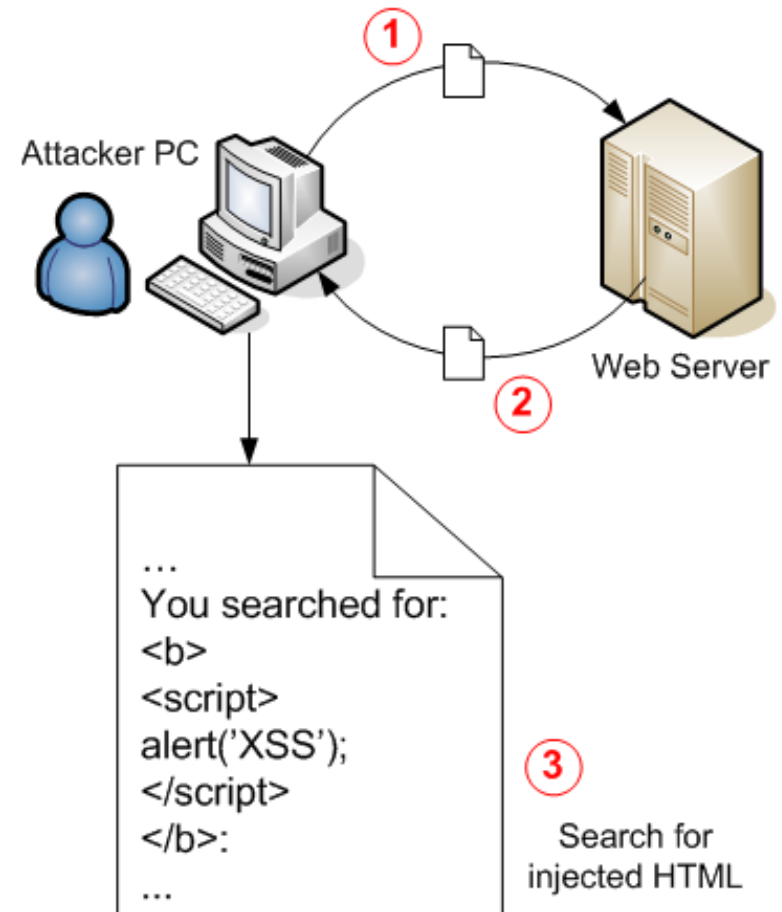 1
Attacker PC
Web Server
2
…
You searched for:
<b>
<script>
alert('XSS');
</script>
</b>:
...
3
Search for
injected HTML